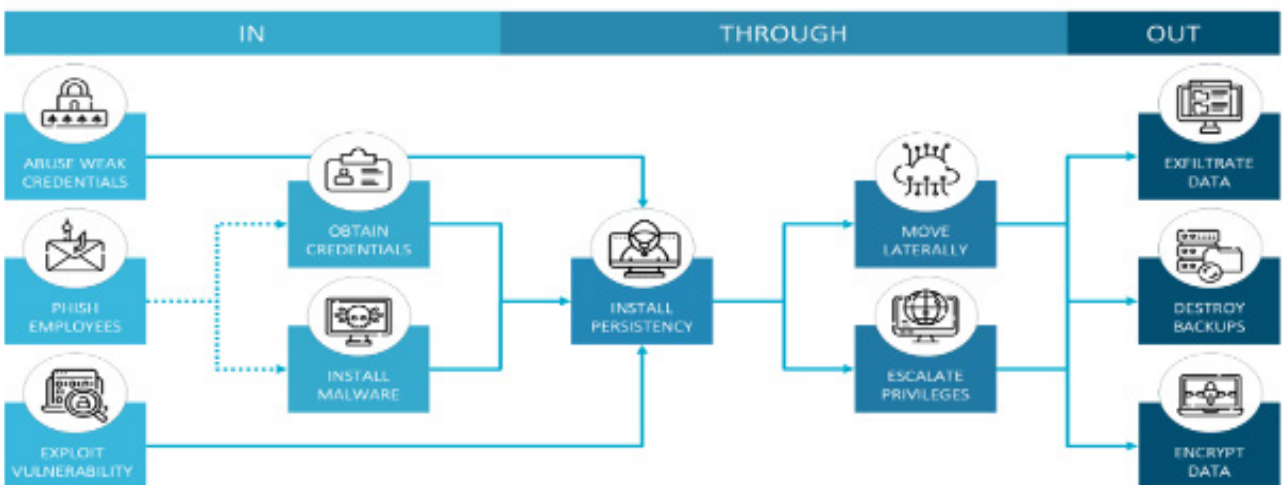 IN
THROUGH
OUT
ABUSE WEAK
CREDENTIALS
PHISH
EMPLOYEES
EXPLOIT
VULNERABILITY
OBTAIN
CREDENTIALS
INSTALL
MALWARE
INSTALL
PERSISTENCY
MOVE
LATERALLY
ESCALATE
PRIVILEGES
EXFILTRATE
DATA
DESTROY
BACKUPS
ENCRYPT
DATA